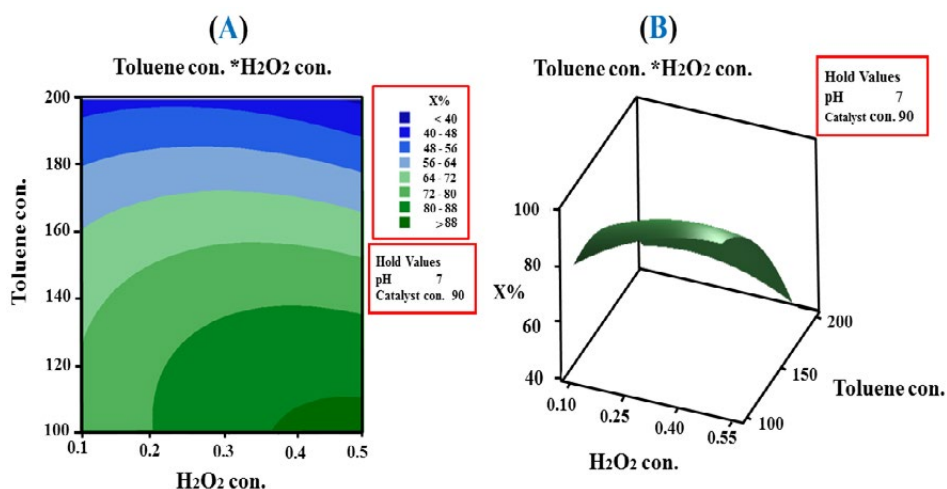 (A)
Toluene con. *H2O2 con.
200
180
160
140
120
100
0.1 0.2 0.3 0.4 0.5
Toluene con.
H2O2 con.
X%
< 40
40 - 48
48 - 56
56 - 64
64 - 72
72 - 80
80 - 88
>88
Hold Values
pH 7
Catalyst con. 90
(B)
Toluene con. *H2O2 con.
Hold Values
pH 7
Catalyst con. 90
100
80
X%
60
40
0.10 0.25 0.40 0.55
H2O2 con.
100 150 200
Toluene con.